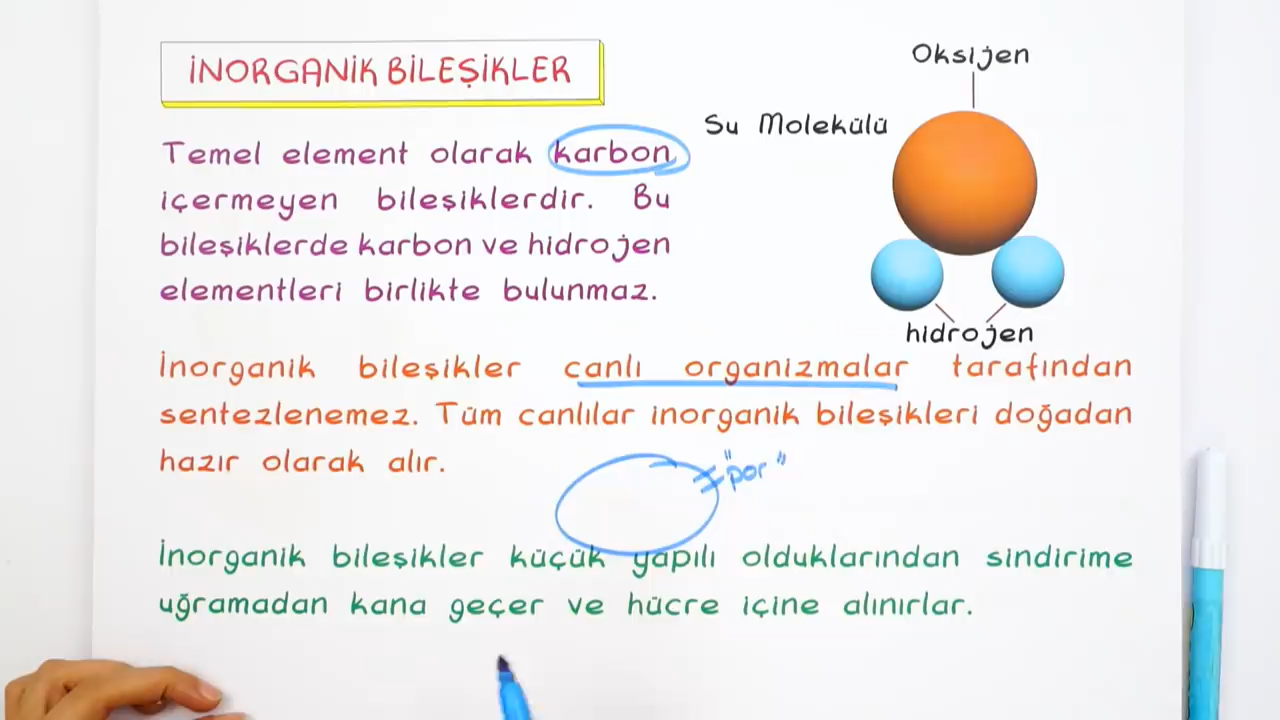 İNORGANİK BİLEŞİKLER
Temel element olarak karbon
içermeyen bileşiklerdir. Bu
bileşiklerde karbon ve hidrojen
elementleri birlikte bulunmaz.
Oksijen
Su Molekülü
hidrojen
İnorganik bileşikler canlı organizmalar tarafından
sentezlenemez. Tüm canlılar inorganik bileşikleri doğadan
hazır olarak alır.
"por"
İnorganik bileşikler küçük yapılı olduklarından sindirime
uğramadan kana geçer ve hücre içine alınırlar.